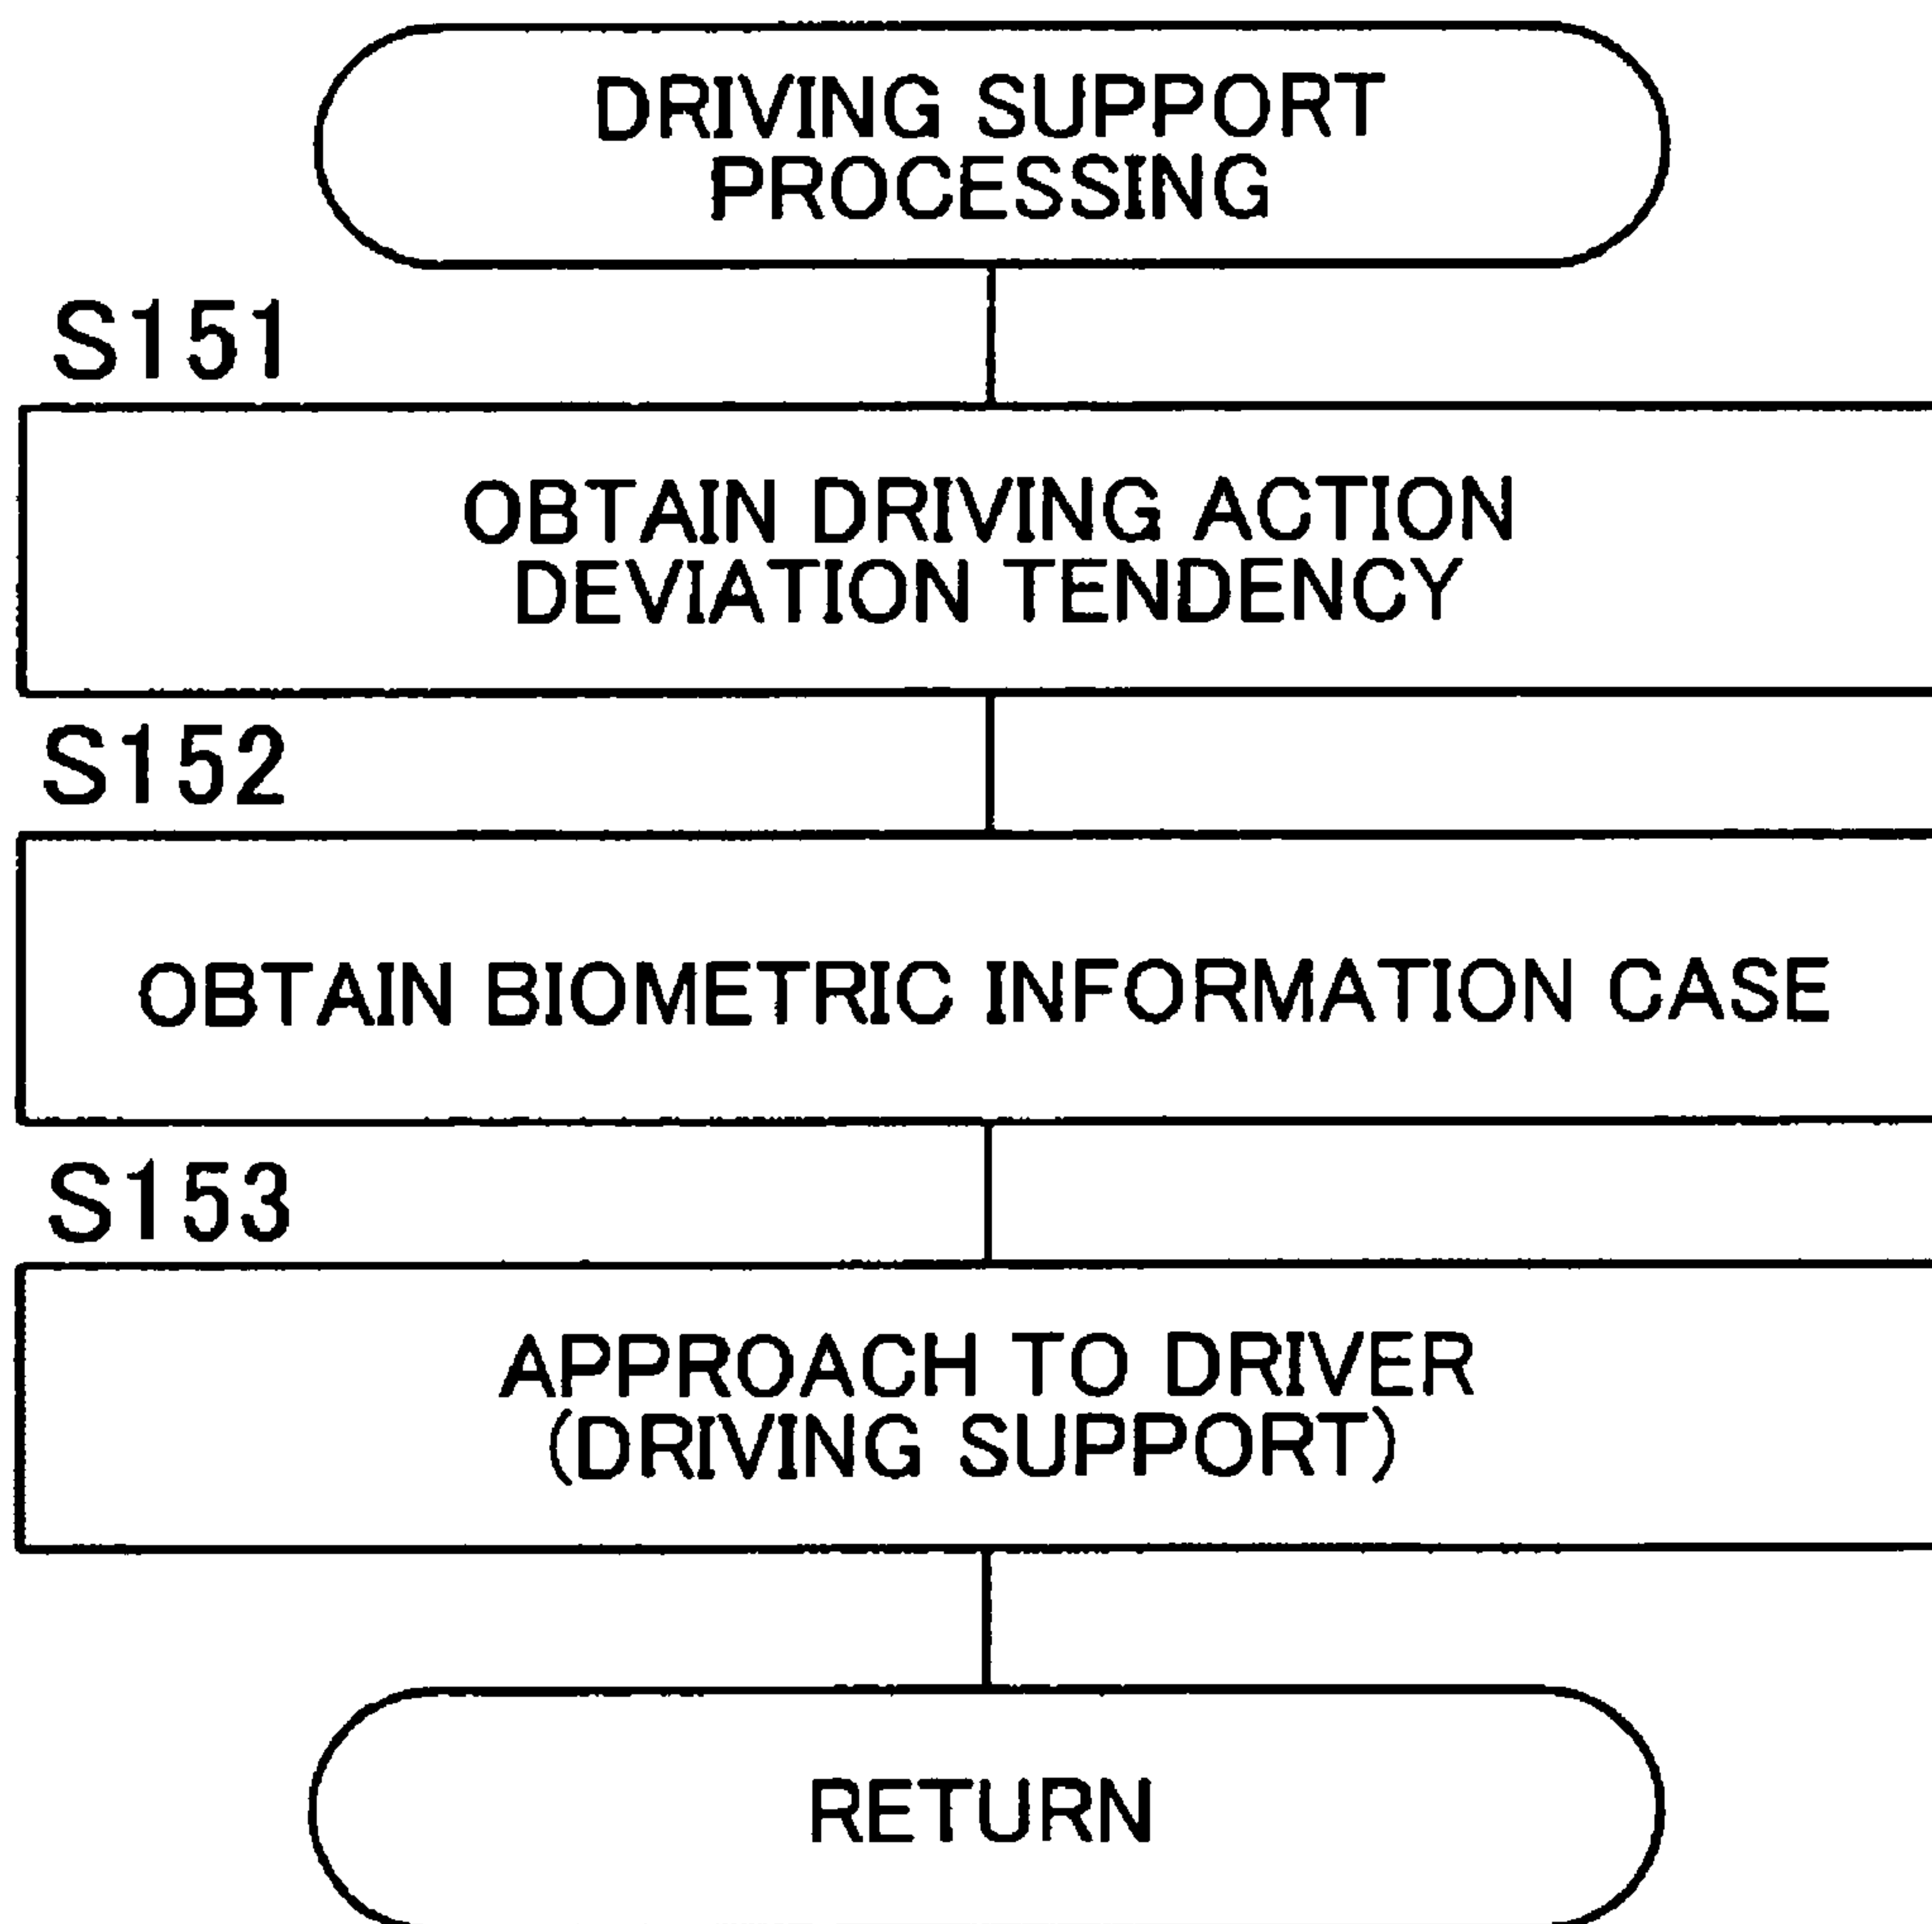 DRIVING SUPPORT
PROCESSING
S151
OBTAIN DRIVING ACTION
DEVIATION TENDENCY
S152
OBTAIN BIOMETRIC INFORMATION CASE
S153
APPROACH TO DRIVER
(DRIVING SUPPORT)
RETURN